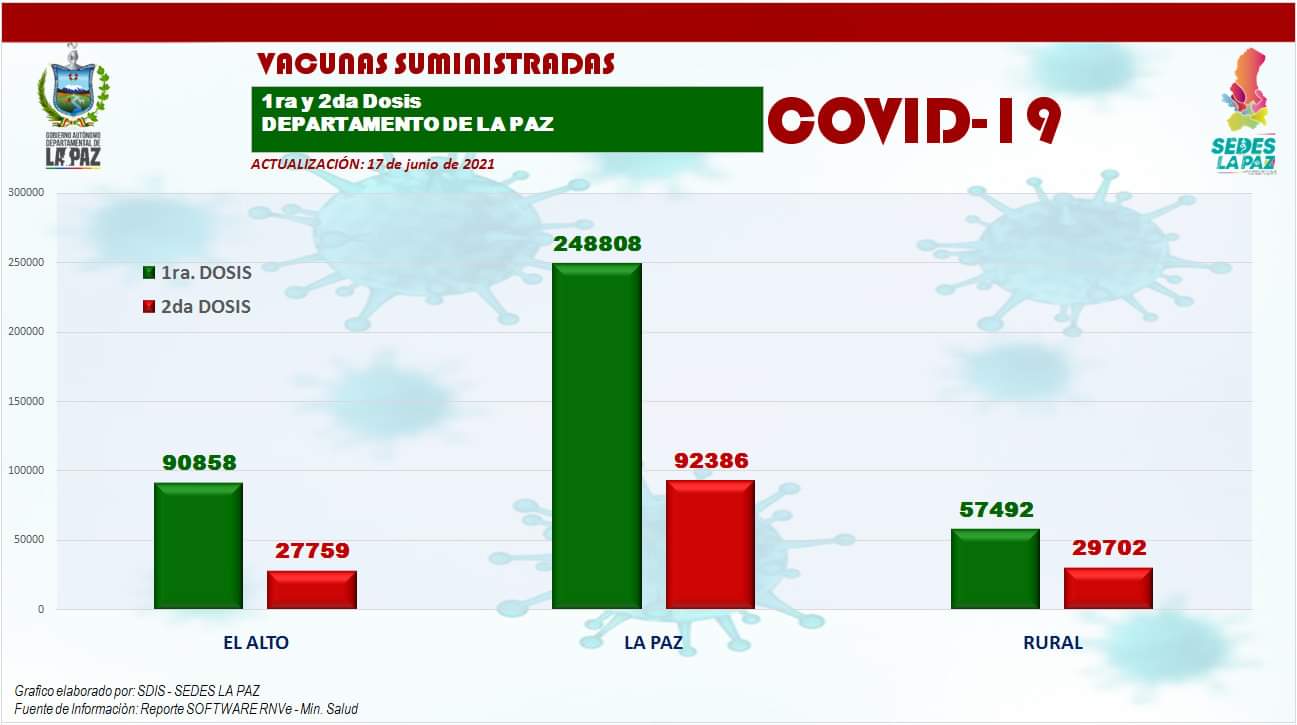 VACUNAS SUMINISTRADAS
1ra y 2da Dosis
DEPARTAMENTO DE LA PAZ
COVID-19
ACTUALIZACIÓN: 17 de junio de 2021
GOBIERNO AUTÓNOMO
DEPARTAMENTAL DE
LA PAZ
SEDES
LA PAZ
300000
250000
200000
150000
100000
50000
0
1ra. DOSIS
2da DOSIS
90858
27759
248808
92386
57492
29702
EL ALTO
LA PAZ
RURAL
Grafico elaborado por: SDIS - SEDES LA PAZ
Fuente de Informaciòn: Reporte SOFTWARE RNVe - Min. Salud